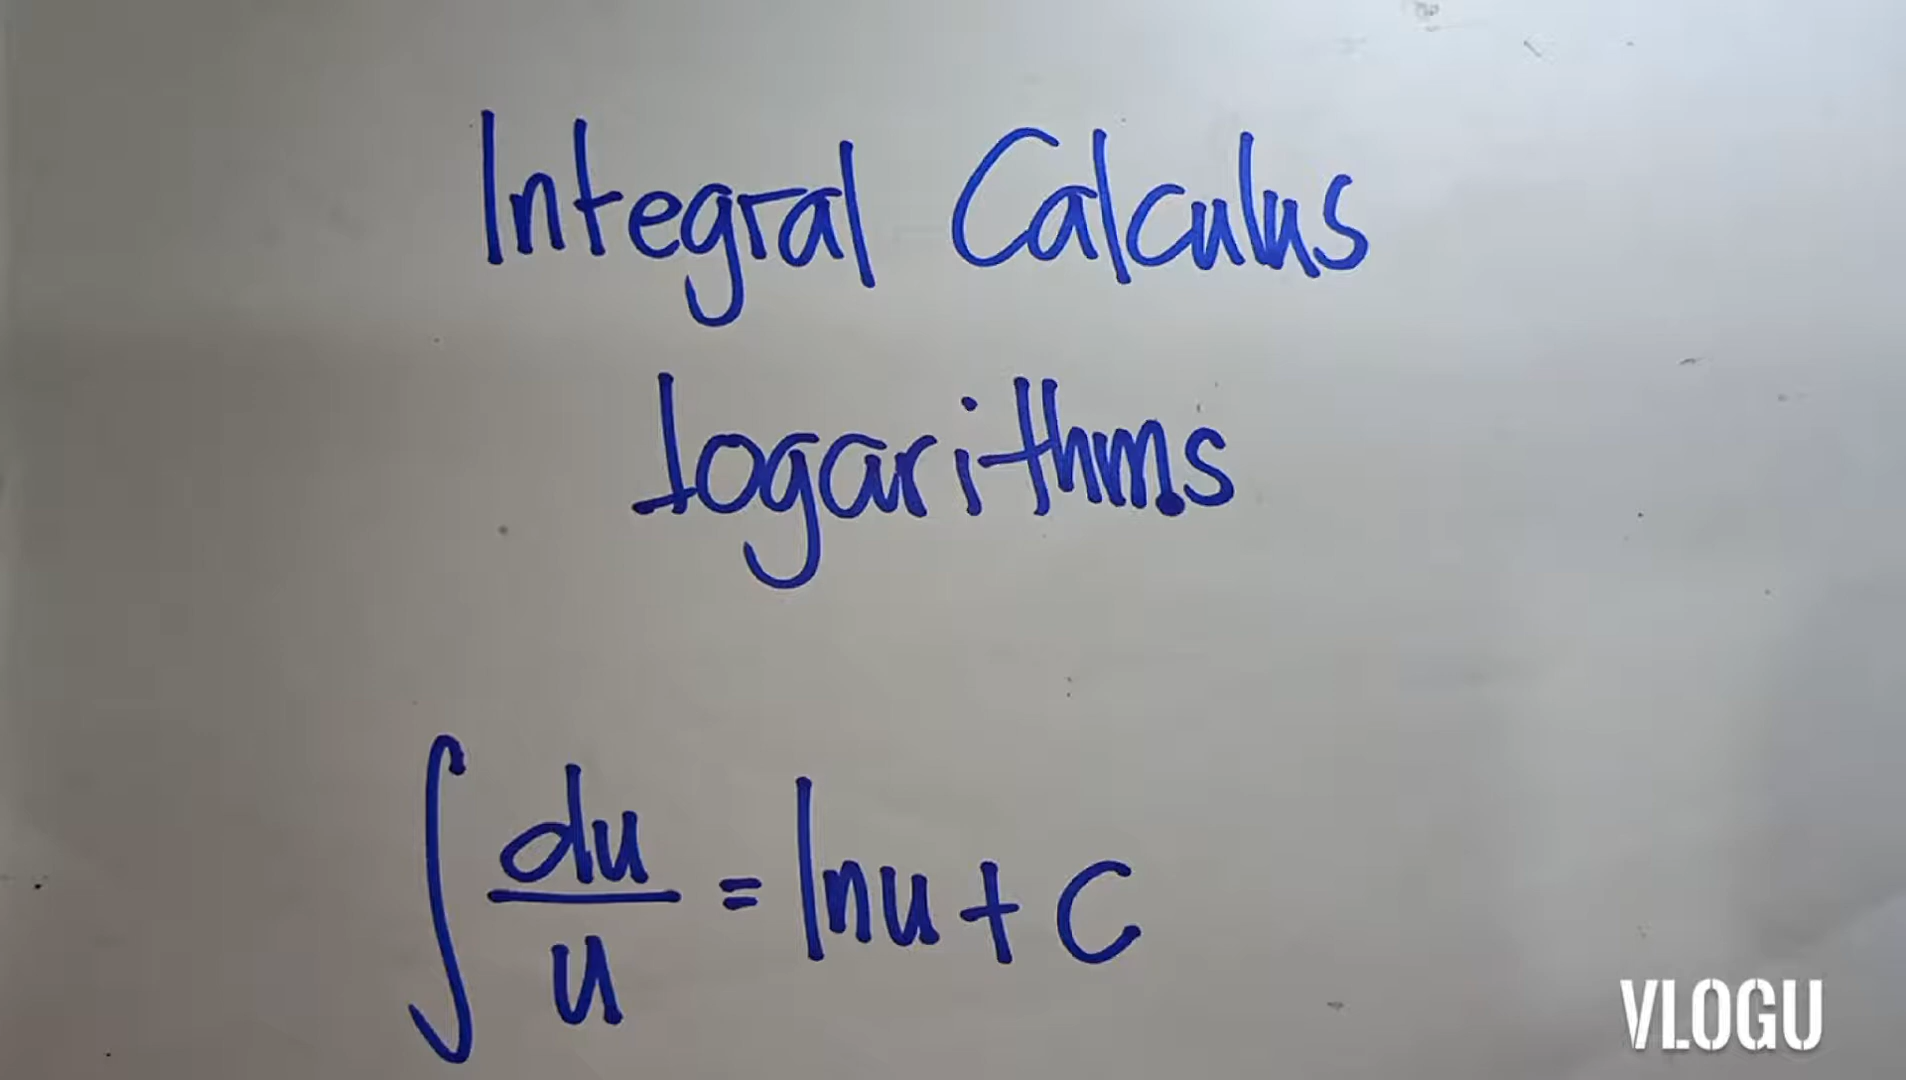 Integral Calculus
logarithms
∫ du/u = ln u + C
VLOGU